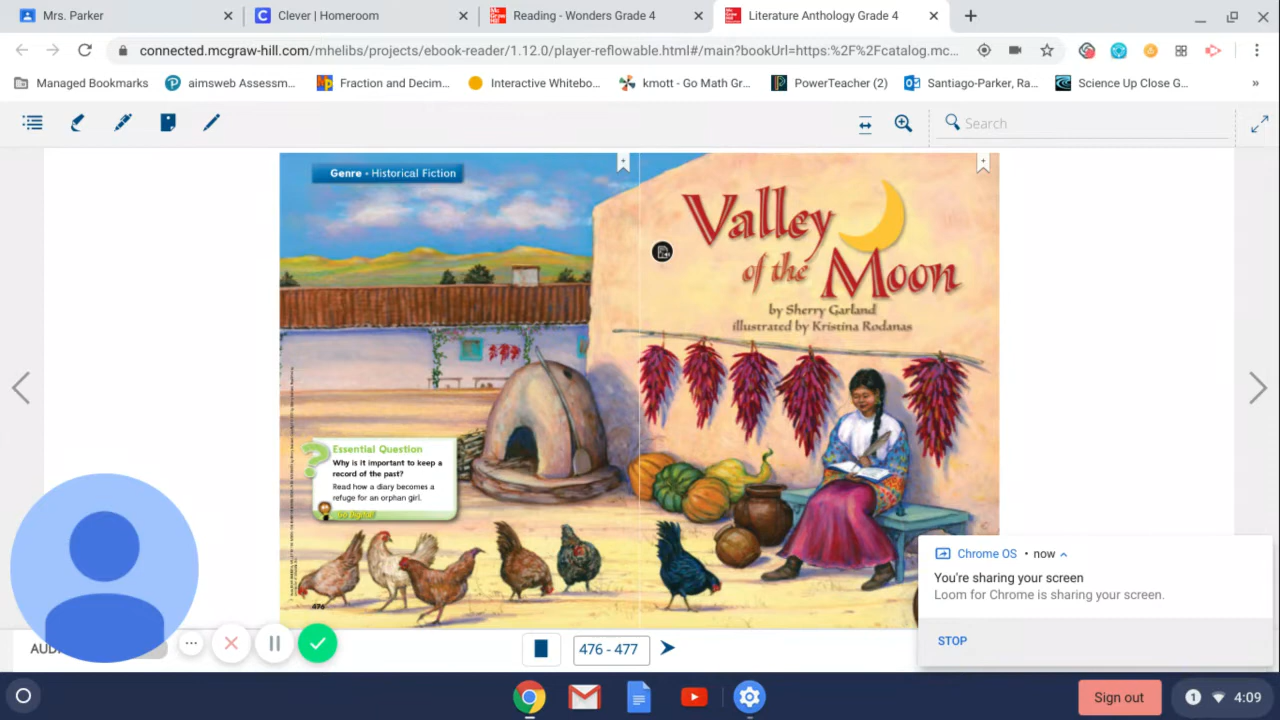 Mrs. Parker
Clever | Homeroom
Reading - Wonders Grade 4
Literature Anthology Grade 4
connected.mcgraw-hill.com/mhelibs/projects/ebook-reader/1.12.0/player-reflowable.html#/main?bookUrl=https:%2F%2Fcatalog.mc...
Managed Bookmarks
aimsweb Assessm...
Fraction and Decim...
Interactive Whitebo...
kmott - Go Math Gr...
PowerTeacher (2)
Santiago-Parker, Ra...
Science Up Close G...
»
Search
Genre • Historical Fiction
Valley
of the Moon
by Sherry Garland
illustrated by Kristina Rodanas
Essential Question
Why is it important to keep a
record of the past?
Read how a diary becomes a
refuge for an orphan girl.
Go Digital!
476
Chrome OS • now
You're sharing your screen
Loom for Chrome is sharing your screen.
STOP
476 - 477
Sign out
1
4:09